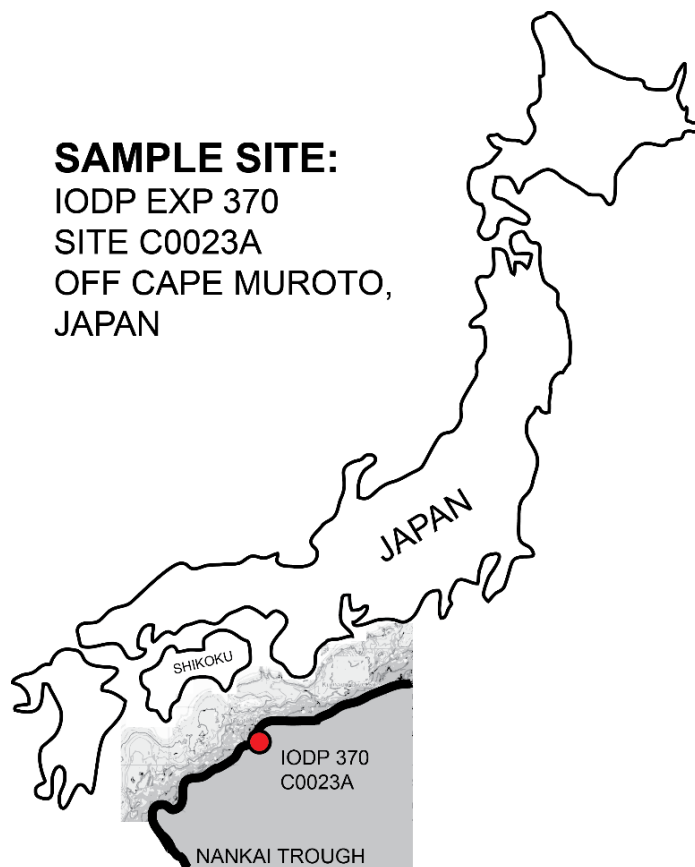 SAMPLE SITE:
IODP EXP 370
SITE C0023A
OFF CAPE MUROTO,
JAPAN
JAPAN
SHIKOKU
IODP 370
C0023A
NANKAI TROUGH